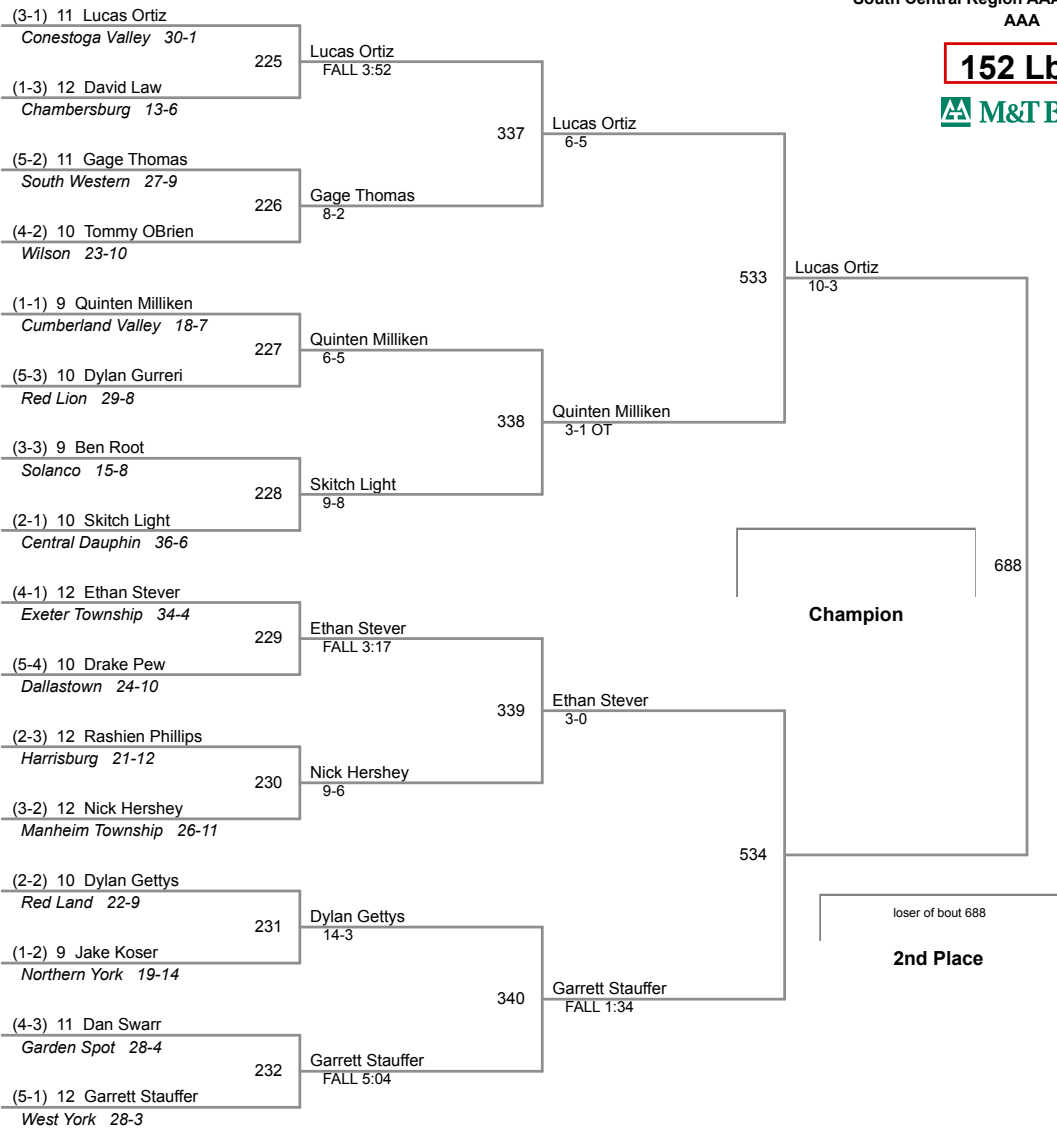 South Central Region AAA
AAA
152 Lb
M&T B
(3-1) 11 Lucas Ortiz
Conestoga Valley 30-1
225
Lucas Ortiz
FALL 3:52
(1-3) 12 David Law
Chambersburg 13-6
337
Lucas Ortiz
6-5
(5-2) 11 Gage Thomas
South Western 27-9
226
Gage Thomas
8-2
(4-2) 10 Tommy OBrien
Wilson 23-10
533
Lucas Ortiz
10-3
(1-1) 9 Quinten Milliken
Cumberland Valley 18-7
227
Quinten Milliken
6-5
(5-3) 10 Dylan Gurreri
Red Lion 29-8
338
Quinten Milliken
3-1 OT
(3-3) 9 Ben Root
Solanco 15-8
228
Skitch Light
9-8
(2-1) 10 Skitch Light
Central Dauphin 36-6
688
Champion
(4-1) 12 Ethan Stever
Exeter Township 34-4
229
Ethan Stever
FALL 3:17
(5-4) 10 Drake Pew
Dallastown 24-10
339
Ethan Stever
3-0
(2-3) 12 Rashien Phillips
Harrisburg 21-12
230
Nick Hershey
9-6
(3-2) 12 Nick Hershey
Manheim Township 26-11
534
(2-2) 10 Dylan Gettys
Red Land 22-9
231
Dylan Gettys
14-3
(1-2) 9 Jake Koser
Northern York 19-14
340
Garrett Stauffer
FALL 1:34
(4-3) 11 Dan Swarr
Garden Spot 28-4
232
Garrett Stauffer
FALL 5:04
(5-1) 12 Garrett Stauffer
West York 28-3
loser of bout 688
2nd Place